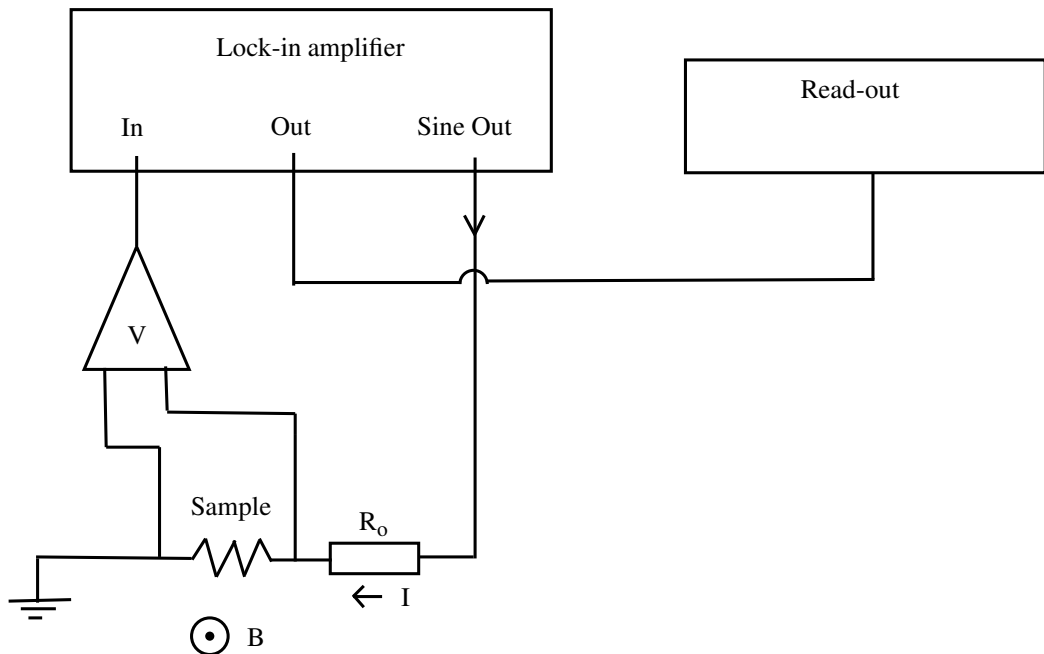 Lock-in amplifier
Read-out
In
Out
Sine Out
V
Sample
Rₒ
I
B